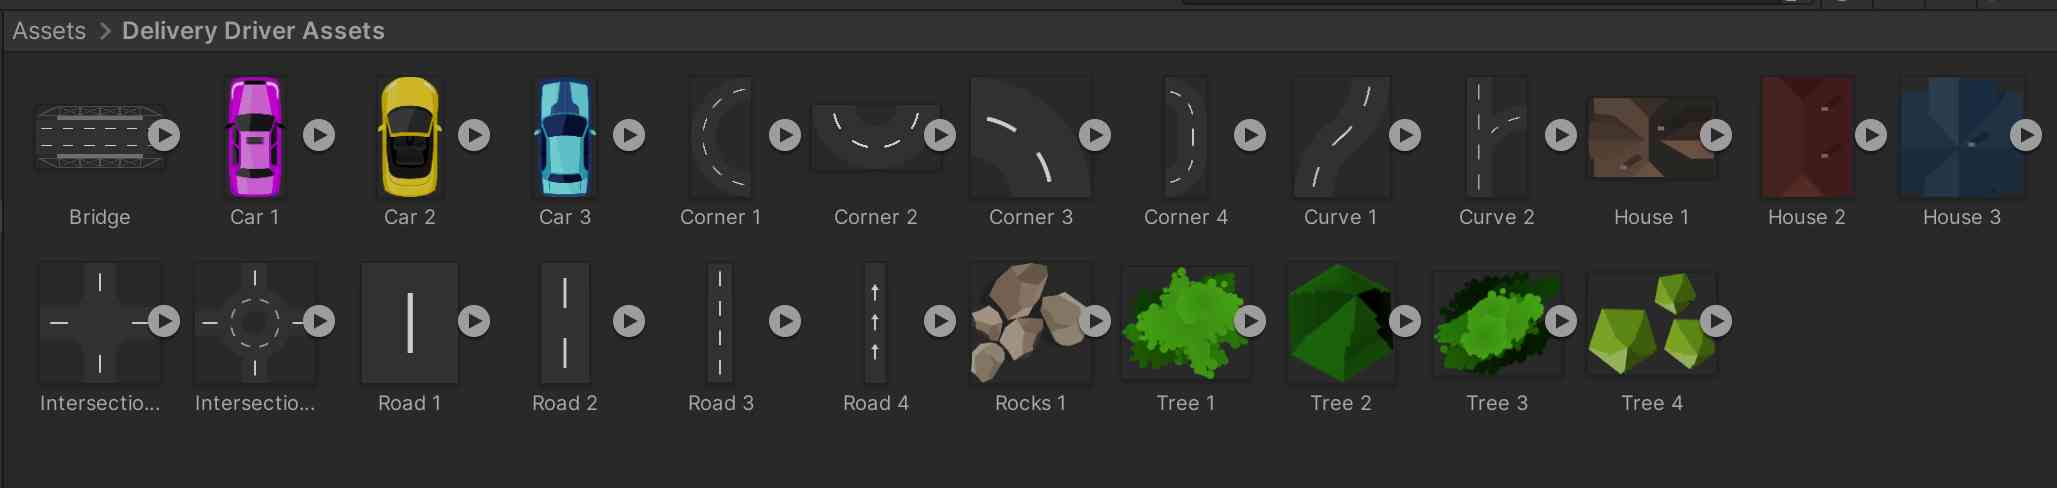 Assets > Delivery Driver Assets
Bridge Car 1 Car 2 Car 3 Corner 1 Corner 2 Corner 3 Corner 4 Curve 1 Curve 2 House 1 House 2 House 3
Intersectio... Intersectio... Road 1 Road 2 Road 3 Road 4 Rocks 1 Tree 1 Tree 2 Tree 3 Tree 4